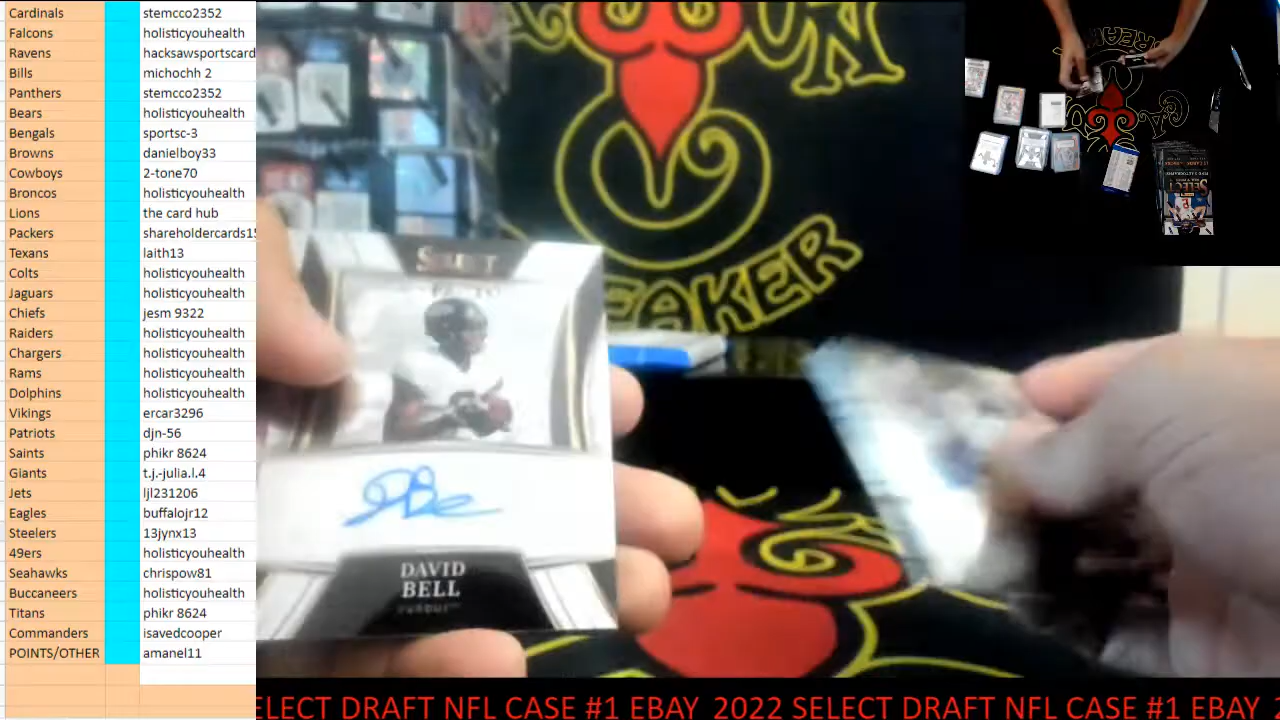 Cardinals stemcco2352
Falcons holisticyouhealth
Ravens hacksawsportscard
Bills michochh 2
Panthers stemcco2352
Bears holisticyouhealth
Bengals sportsc-3
Browns danielboy33
Cowboys 2-tone70
Broncos holisticyouhealth
Lions the card hub
Packers shareholdercards15
Texans laith13
Colts holisticyouhealth
Jaguars holisticyouhealth
Chiefs jesm 9322
Raiders holisticyouhealth
Chargers holisticyouhealth
Rams holisticyouhealth
Dolphins holisticyouhealth
Vikings ercar3296
Patriots djn-56
Saints phikr 8624
Giants t.j.-julia.l.4
Jets ljl231206
Eagles buffalojr12
Steelers 13jynx13
49ers holisticyouhealth
Seahawks chrispow81
Buccaneers holisticyouhealth
Titans phikr 8624
Commanders isavedcooper
POINTS/OTHER amanel11
SELECT
DAVID
BELL
PURDUE
EAKER
SELECT
ELECT DRAFT NFL CASE #1 EBAY 2022 SELECT DRAFT NFL CASE #1 EBAY